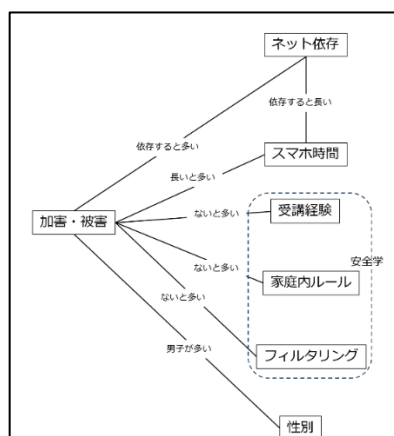 ネット依存
依存すると長い
依存すると多い
スマホ時間
長いと多い
受講経験
ないと多い
加害・被害
安全学
ないと多い
家庭内ルール
ないと多い
フィルタリング
男子が多い
性別